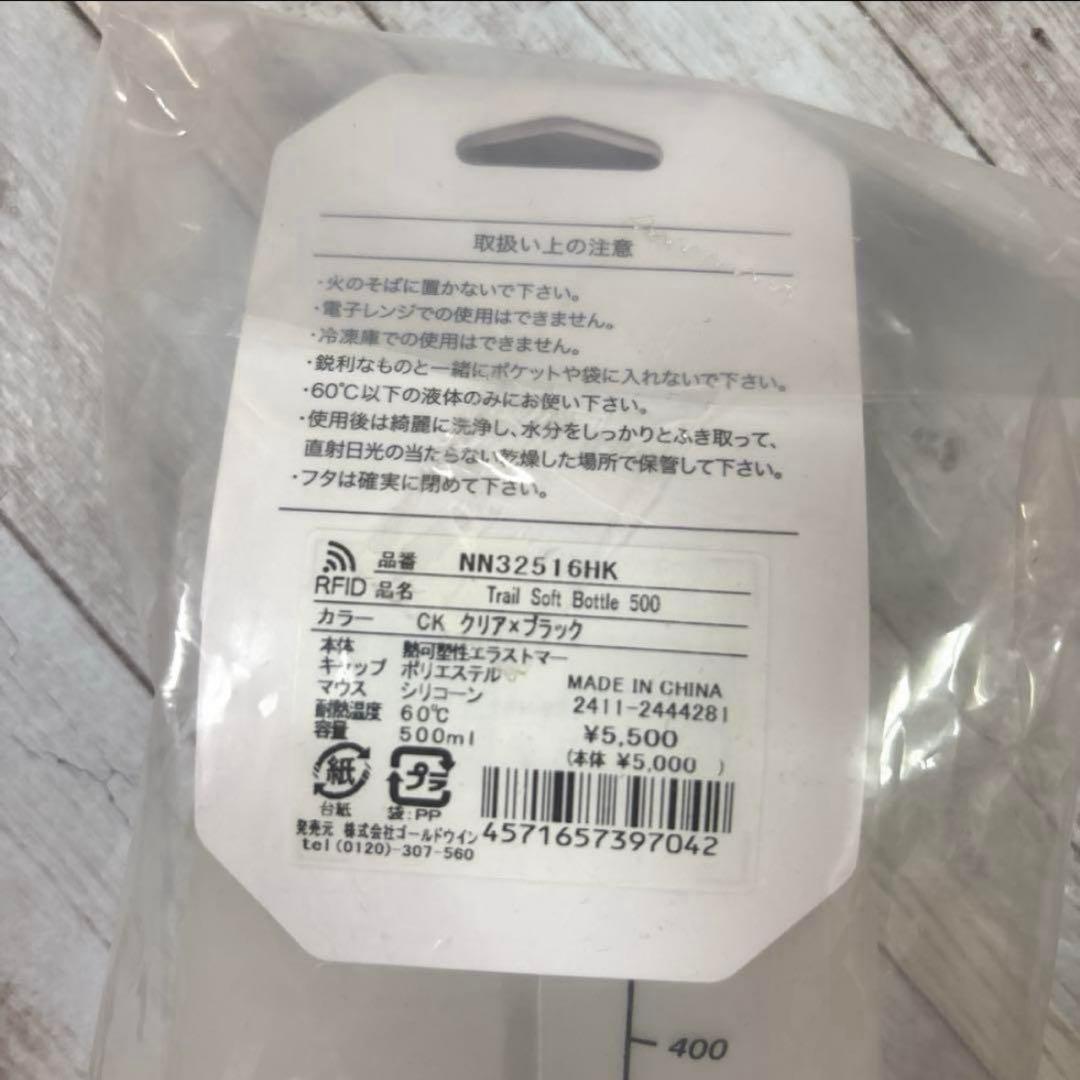 取扱い上の注意
・火のそばに置かないで下さい。
・電子レンジでの使用はできません。
・冷凍庫での使用はできません。
・鋭利なものと一緒にポケットや袋に入れないで下さい。
・60℃以下の液体のみにお使い下さい。
・使用後は綺麗に洗浄し、水分をしっかりとふき取って、
直射日光の当たらない乾燥した場所で保管して下さい。
・フタは確実に閉めて下さい。
品番 NN32516HK
RFID 品名 Trail Soft Bottle 500
カラー CK クリア×ブラック
本体 熱可塑性エラストマー
キャップ ポリエステル
マウス シリコーン
耐熱温度 60℃
容量 500ml
MADE IN CHINA
2411-2444281
¥5,500
(本体 ¥5,000 )
紙 プラ
台紙 袋:PP
発売元 株式会社ゴールドウイン
tel(0120)-307-560
4571657397042
400